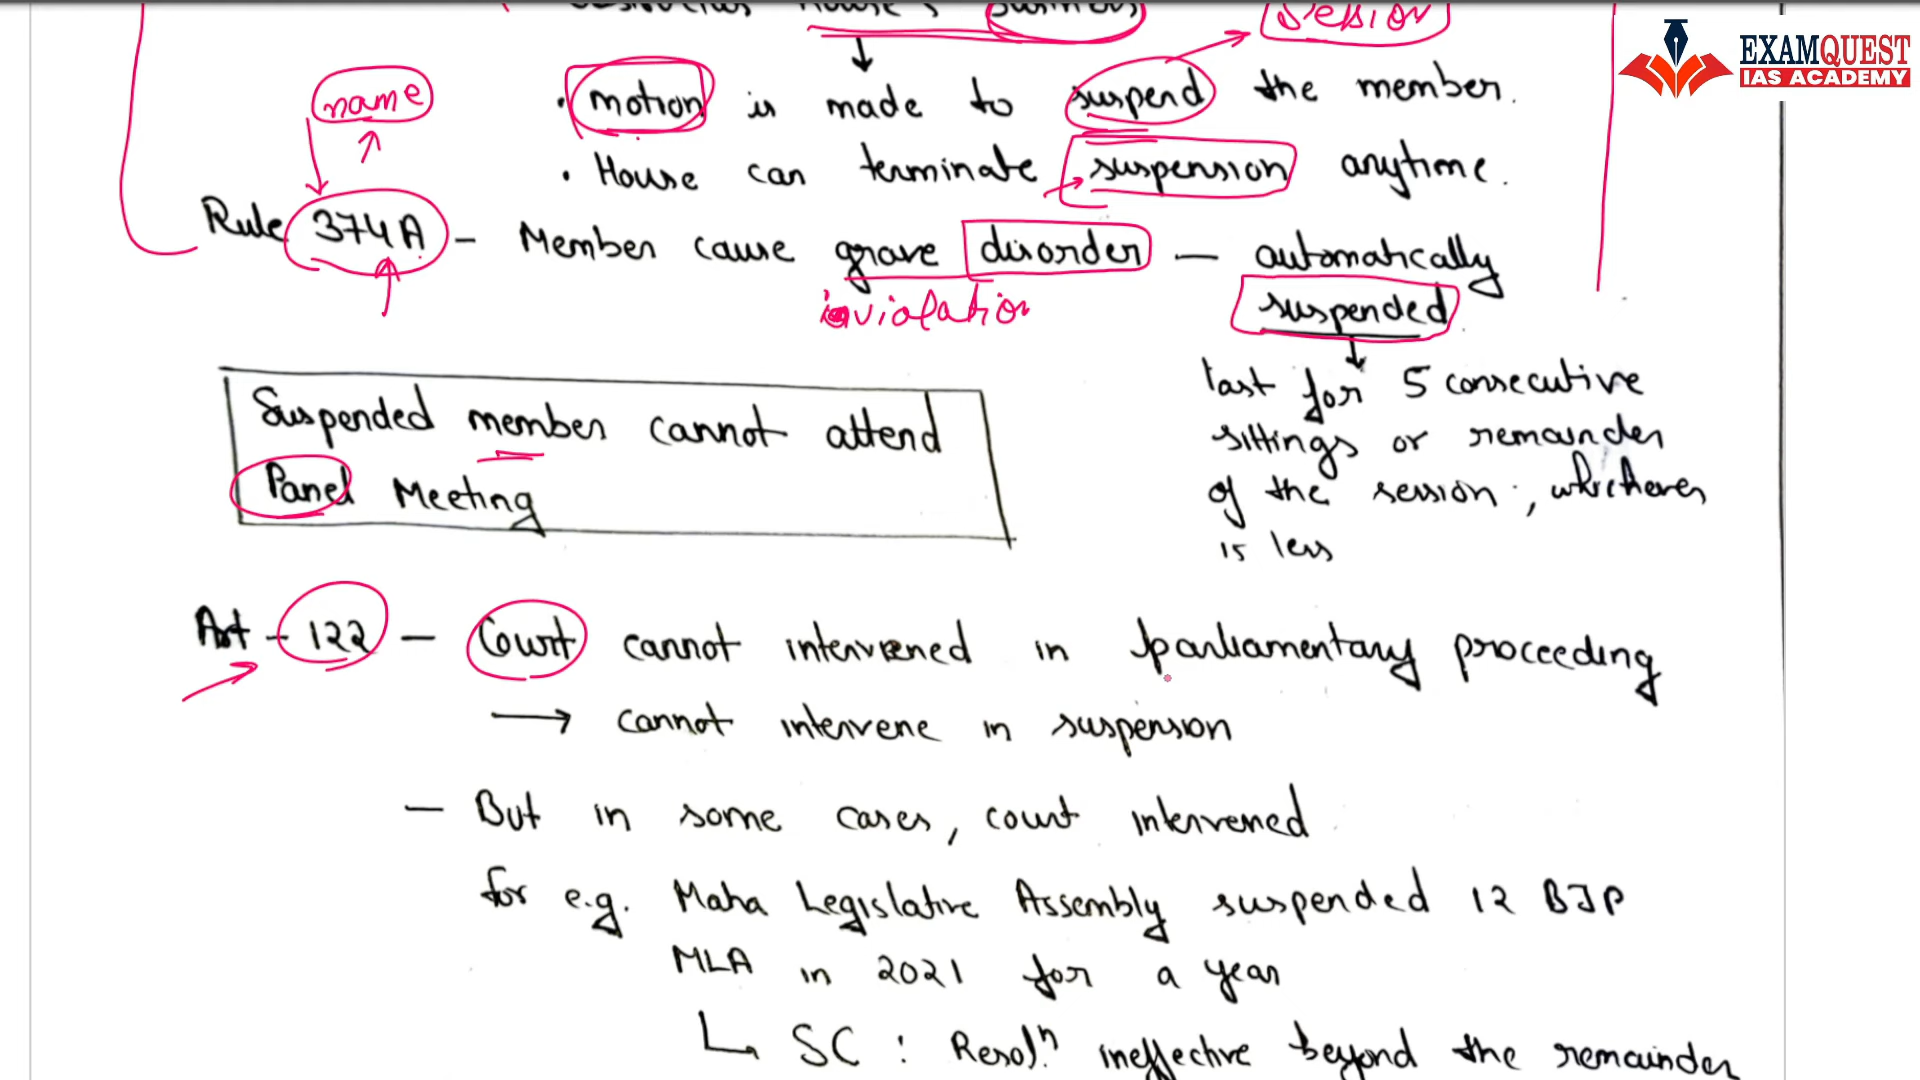 House's business
session
EXAMQUEST
IAS ACADEMY
name
. motion is made to suspend the member.
. House can terminate suspension anytime.
Rule 374A - Member cause grave disorder - automatically
suspended
violation
last for 5 consecutive
sittings or remainder
of the session, whichever
is less
Suspended member cannot attend
Panel Meeting
Art - 122 - Court cannot intervened in parliamentary proceeding
→ cannot intervene in suspension
- But in some cases, court intervened
for e.g. Maha Legislative Assembly suspended 12 BJP
MLA in 2021 for a year
SC : Resolⁿ ineffective beyond the remainder